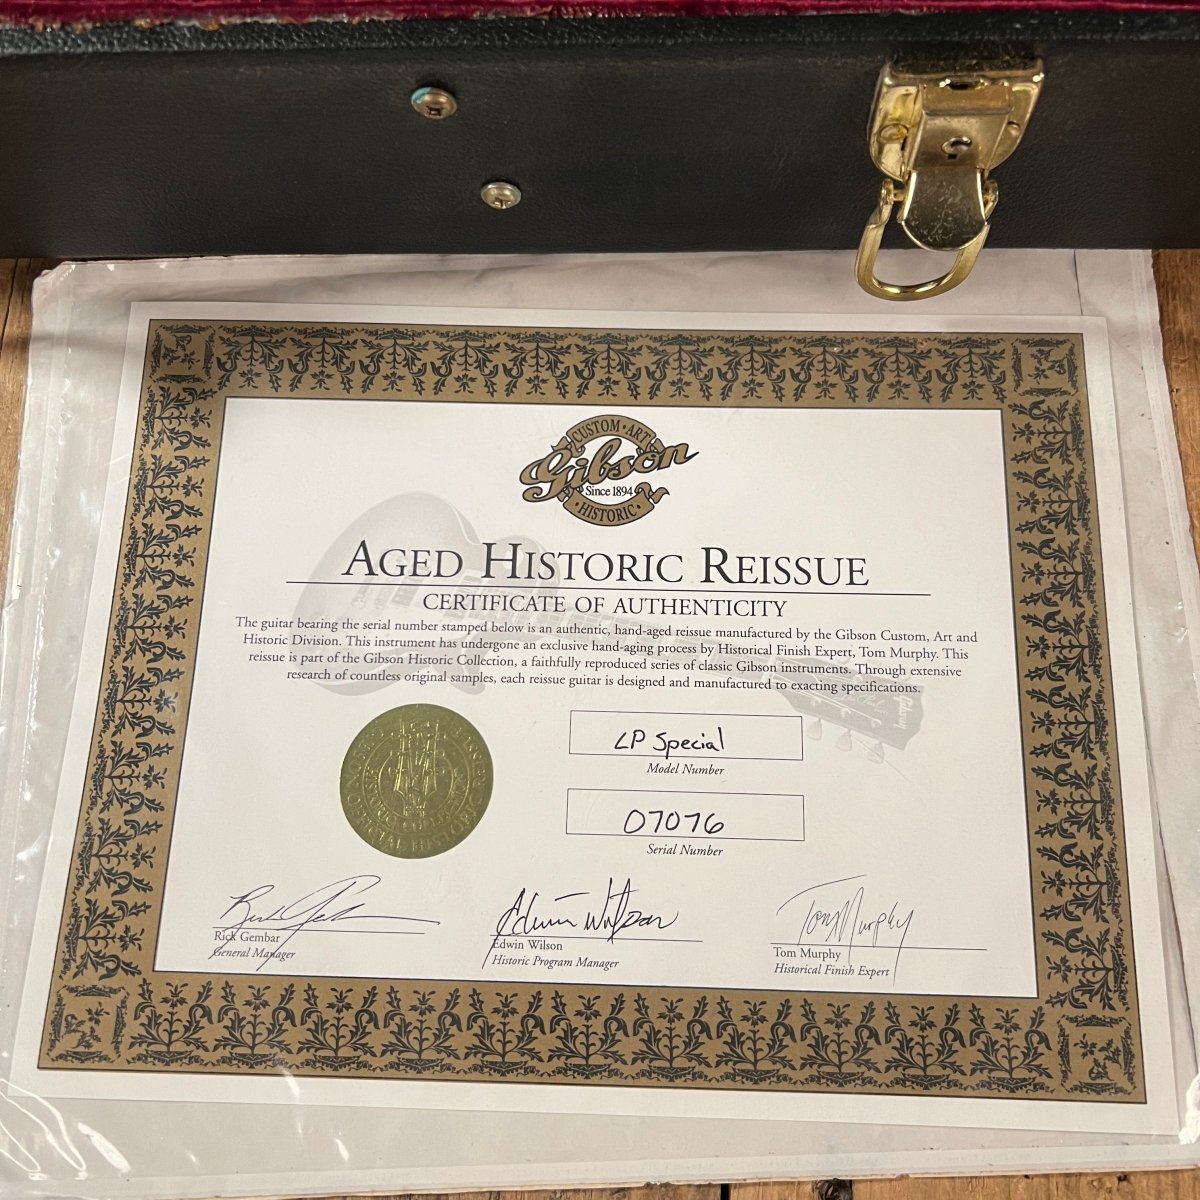 CUSTOM•ART
Gibson
Since 1894
•HISTORIC•
AGED HISTORIC REISSUE
CERTIFICATE OF AUTHENTICITY
The guitar bearing the serial number stamped below is an authentic, hand-aged reissue manufactured by the Gibson Custom, Art and
Historic Division. This instrument has undergone an exclusive hand-aging process by Historical Finish Expert, Tom Murphy. This
reissue is part of the Gibson Historic Collection, a faithfully reproduced series of classic Gibson instruments. Through extensive
research of countless original samples, each reissue guitar is designed and manufactured to exacting specifications.
Gibson
LP Special
Model Number
07076
Serial Number
Edwin Wilson
Tom Murphy
Rick Gembar
General Manager
Edwin Wilson
Historic Program Manager
Tom Murphy
Historical Finish Expert